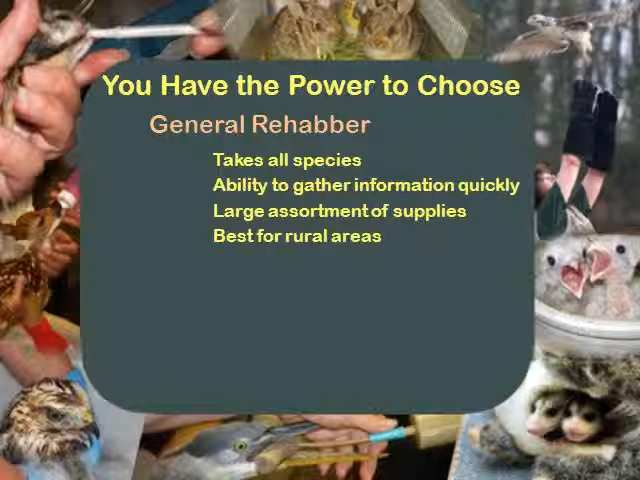 You Have the Power to Choose
General Rehabber
Takes all species
Ability to gather information quickly
Large assortment of supplies
Best for rural areas